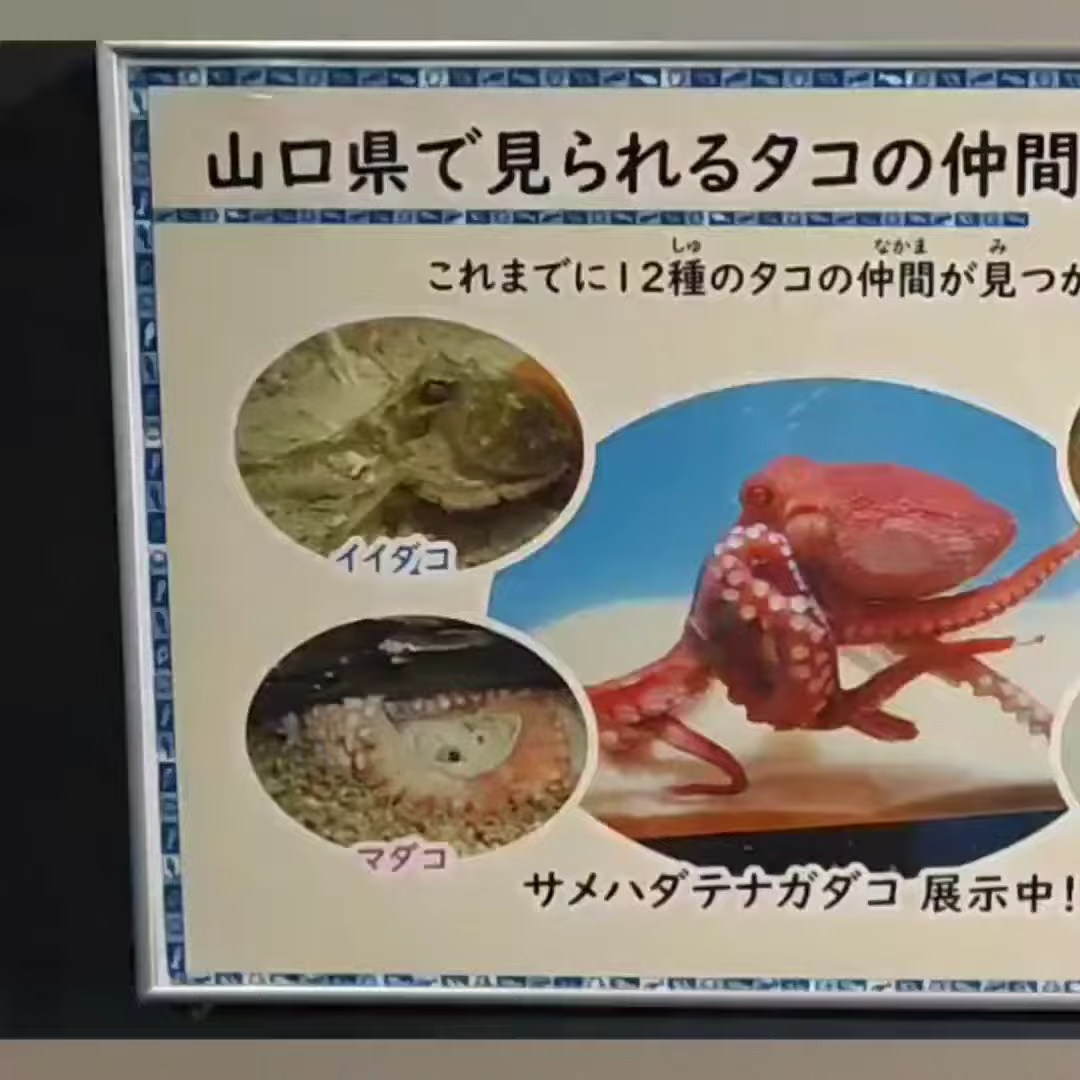 山口県で見られるタコの仲間
しゅ なかま み
これまでに12種のタコの仲間が見つか
イイダコ
マダコ
サメハダテナガダコ 展示中!